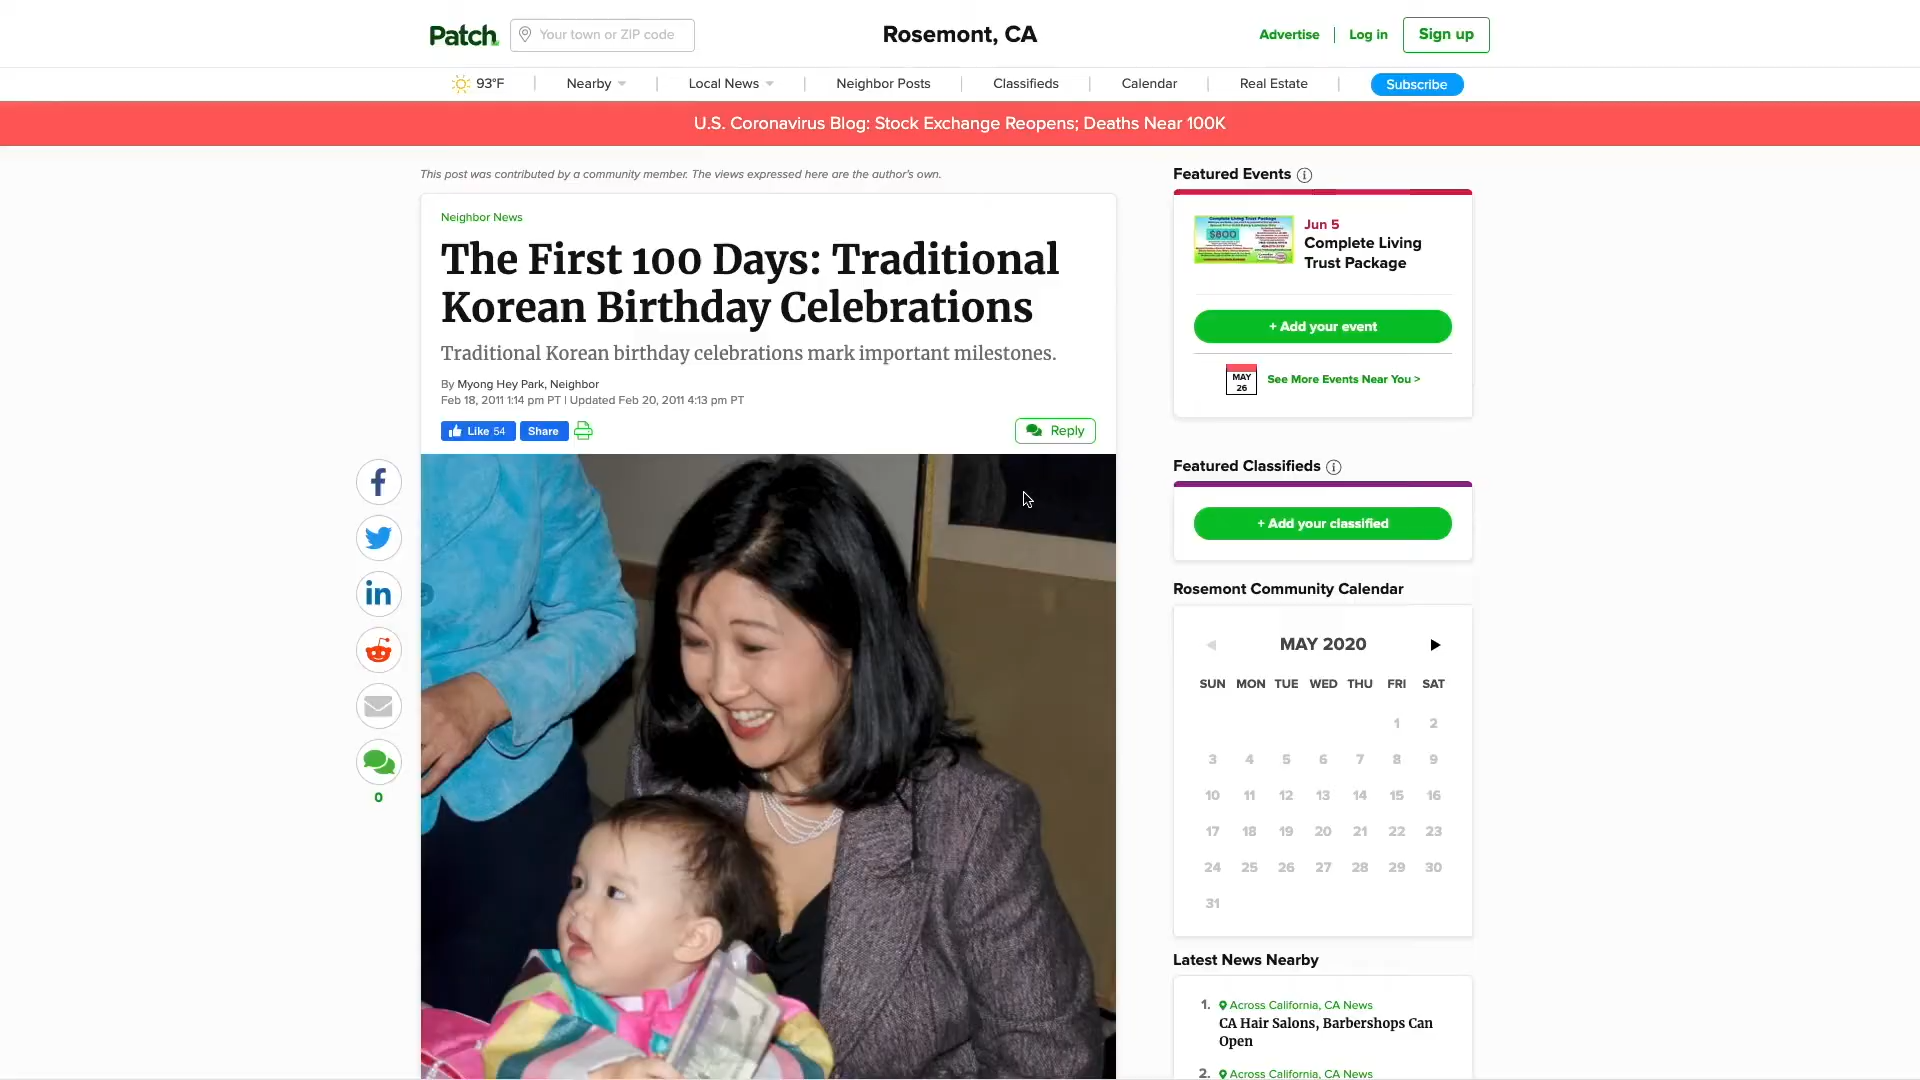 Patch
Your town or ZIP code
Rosemont, CA
Advertise
Log in
Sign up
93°F
Nearby
Local News
Neighbor Posts
Classifieds
Calendar
Real Estate
Subscribe
U.S. Coronavirus Blog: Stock Exchange Reopens; Deaths Near 100K
This post was contributed by a community member. The views expressed here are the author's own.
Neighbor News
The First 100 Days: Traditional
Korean Birthday Celebrations
Traditional Korean birthday celebrations mark important milestones.
By Myong Hey Park, Neighbor
Feb 18, 2011 1:14 pm PT | Updated Feb 20, 2011 4:13 pm PT
Like 54
Share
Reply
0
Featured Events
Complete Living Trust Package
$800
Jun 5
Complete Living
Trust Package
+ Add your event
MAY
26
See More Events Near You >
Featured Classifieds
+ Add your classified
Rosemont Community Calendar
MAY 2020
SUN MON TUE WED THU FRI SAT
1 2
3 4 5 6 7 8 9
10 11 12 13 14 15 16
17 18 19 20 21 22 23
24 25 26 27 28 29 30
31
Latest News Nearby
1. Across California, CA News
CA Hair Salons, Barbershops Can
Open
2. Across California, CA News